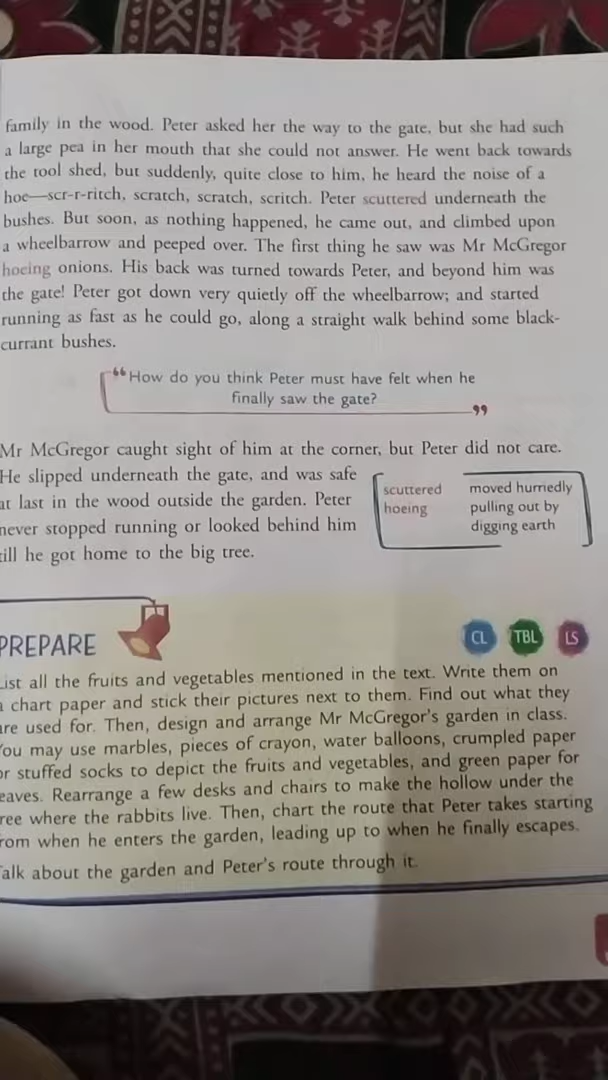 family in the wood. Peter asked her the way to the gate, but she had such
a large pea in her mouth that she could not answer. He went back towards
the tool shed, but suddenly, quite close to him, he heard the noise of a
hoe—scr-r-ritch, scratch, scratch, scritch. Peter scuttered underneath the
bushes. But soon, as nothing happened, he came out, and climbed upon
a wheelbarrow and peeped over. The first thing he saw was Mr McGregor
hoeing onions. His back was turned towards Peter, and beyond him was
the gate! Peter got down very quietly off the wheelbarrow; and started
running as fast as he could go, along a straight walk behind some black-
currant bushes.
“How do you think Peter must have felt when he
finally saw the gate?”
Mr McGregor caught sight of him at the corner, but Peter did not care.
He slipped underneath the gate, and was safe
at last in the wood outside the garden. Peter
never stopped running or looked behind him
till he got home to the big tree.
scuttered moved hurriedly
hoeing pulling out by
digging earth
PREPARE
CL TBL LS
List all the fruits and vegetables mentioned in the text. Write them on
a chart paper and stick their pictures next to them. Find out what they
are used for. Then, design and arrange Mr McGregor's garden in class.
You may use marbles, pieces of crayon, water balloons, crumpled paper
or stuffed socks to depict the fruits and vegetables, and green paper for
leaves. Rearrange a few desks and chairs to make the hollow under the
tree where the rabbits live. Then, chart the route that Peter takes starting
from when he enters the garden, leading up to when he finally escapes.
Talk about the garden and Peter's route through it.